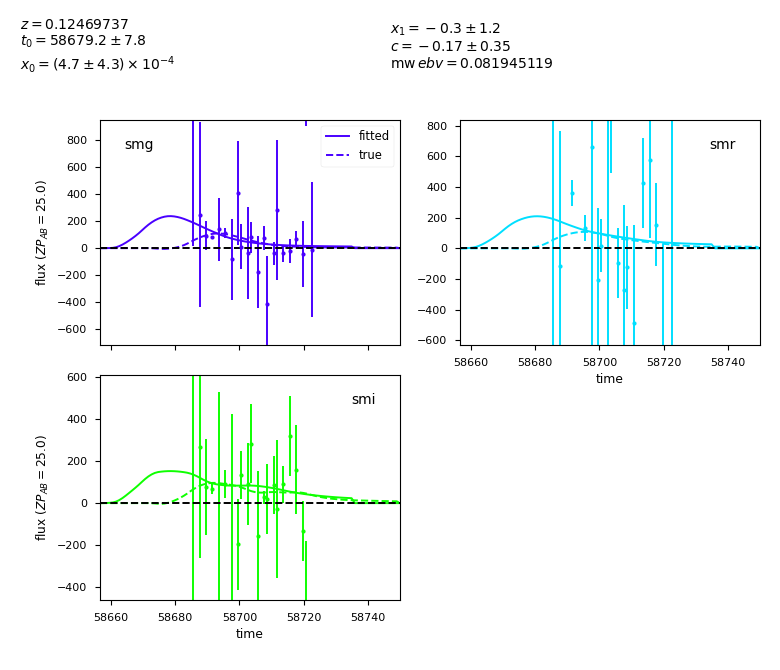 z = 0.12469737
t₀ = 58679.2 ± 7.8
x₀ = (4.7 ± 4.3) × 10⁻⁴
x₁ = −0.3 ± 1.2
c = −0.17 ± 0.35
mw ebv = 0.081945119
smg
fitted
true
flux (ZP_AB = 25.0)
800
600
400
200
0
−200
−400
−600
smr
800
600
400
200
0
−200
−400
−600
58660 58680 58700 58720 58740
time
smi
flux (ZP_AB = 25.0)
600
400
200
0
−200
−400
58660 58680 58700 58720 58740
time